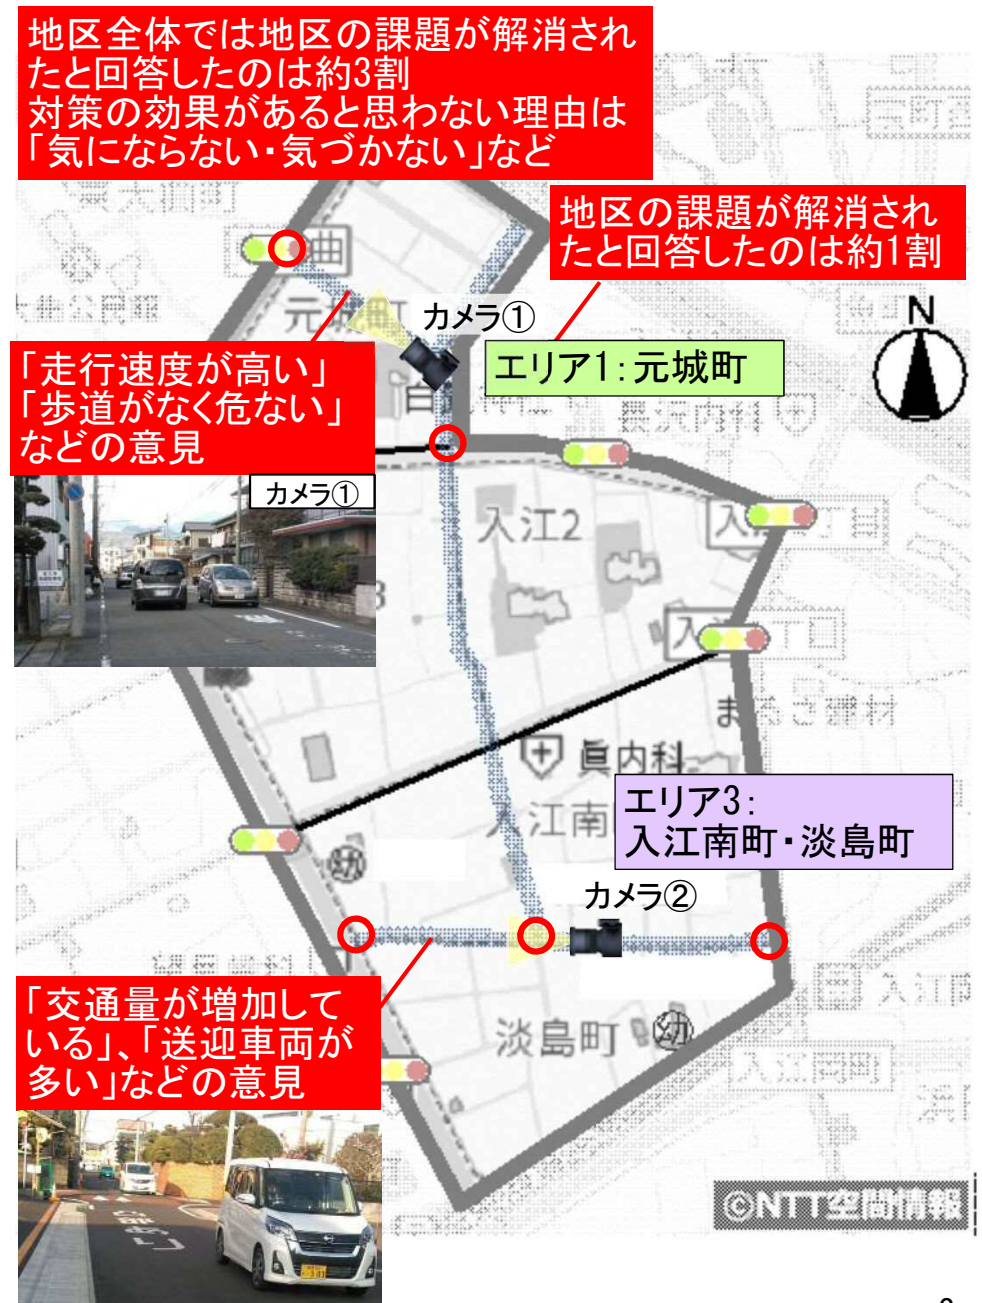 地区全体では地区の課題が解消され
たと回答したのは約3割
対策の効果があると思わない理由は
「気にならない・気づかない」など
地区の課題が解消され
たと回答したのは約1割
元城町
カメラ①
N
エリア1：元城町
「走行速度が高い」
「歩道がなく危ない」
などの意見
カメラ①
入江2
眞内科
エリア3：
入江南町・淡島町
カメラ②
「交通量が増加して
いる」、「送迎車両が
多い」などの意見
淡島町
幼
©NTT空間情報